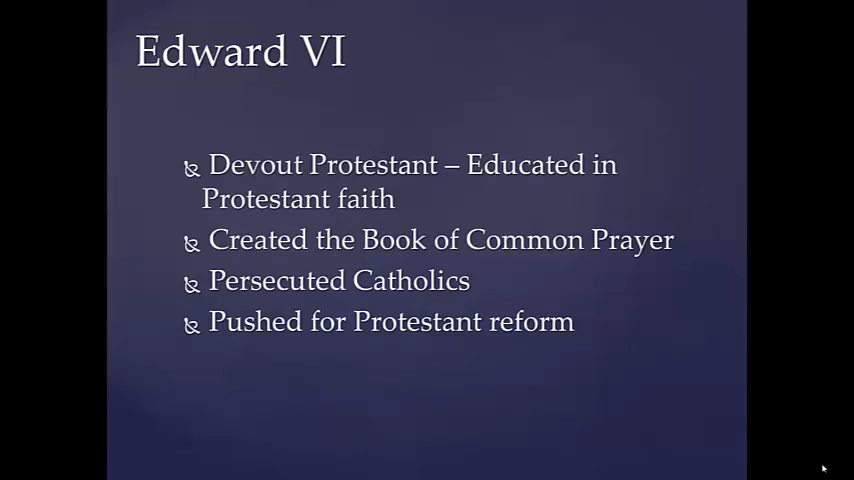 Edward VI
Devout Protestant – Educated in
Protestant faith
Created the Book of Common Prayer
Persecuted Catholics
Pushed for Protestant reform